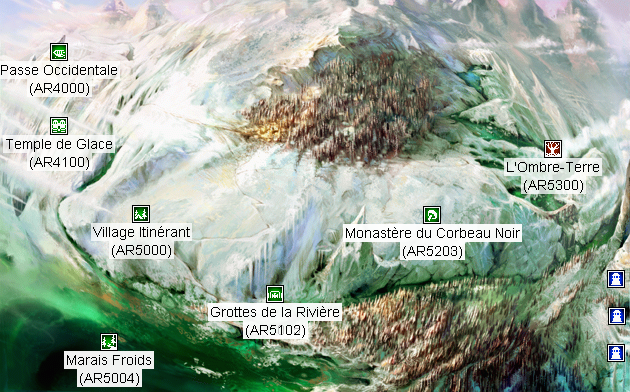 Passe Occidentale
(AR4000)
Temple de Glace
(AR4100)
L'Ombre-Terre
(AR5300)
Village Itinérant
(AR5000)
Monastère du Corbeau Noir
(AR5203)
Grottes de la Rivière
(AR5102)
Marais Froids
(AR5004)